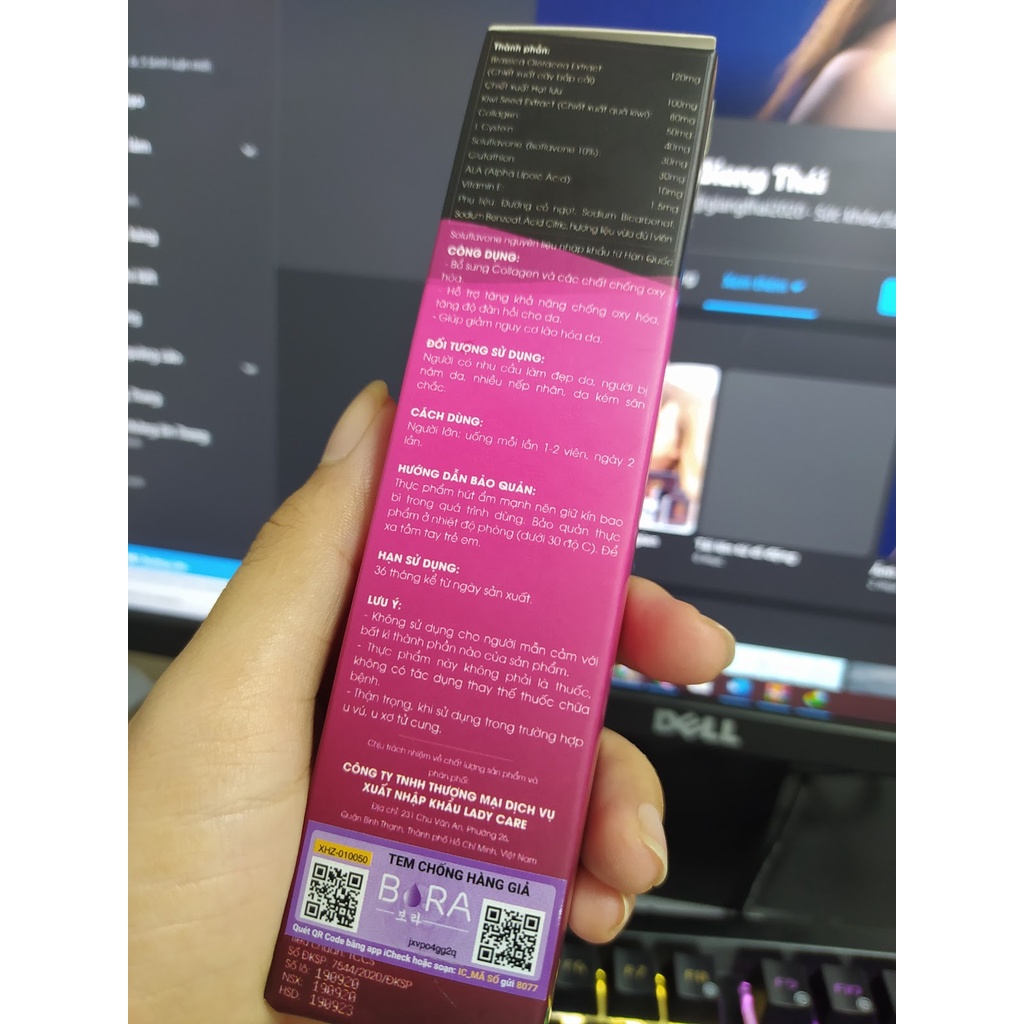 Thành phần:
Brassica Oleracea Extract 120mg
(Chiết xuất cây bắp cải)
Chiết xuất Hạt lựu 100mg
Kiwi Seed Extract (Chiết xuất quả kiwi) 80mg
Collagen 50mg
L Cystein 40mg
Soluflavone (Isoflavone 10%) 30mg
Glutathion 30mg
ALA (Alpha Lipoic Acid) 10mg
Vitamin E 1.5mg
Phụ liệu: Đường cỏ ngọt, Sodium Bicarbonat,
Sodium Benzoat, Acid Citric, hương liệu vừa đủ 1 viên
Soluflavone nguyên liệu nhập khẩu từ Hàn Quốc
CÔNG DỤNG:
- Bổ sung Collagen và các chất chống oxy
hóa.
- Hỗ trợ tăng khả năng chống oxy hóa,
tăng độ đàn hồi cho da.
- Giúp giảm nguy cơ lão hóa da.
ĐỐI TƯỢNG SỬ DỤNG:
Người có nhu cầu làm đẹp da, người bị
nám da, nhiều nếp nhăn, da kém săn
chắc.
CÁCH DÙNG:
Người lớn: uống mỗi lần 1-2 viên, ngày 2
lần.
HƯỚNG DẪN BẢO QUẢN:
Thực phẩm hút ẩm mạnh nên giữ kín bao
bì trong quá trình dùng. Bảo quản thực
phẩm ở nhiệt độ phòng (dưới 30 độ C). Để
xa tầm tay trẻ em.
HẠN SỬ DỤNG:
36 tháng kể từ ngày sản xuất.
LƯU Ý:
- Không sử dụng cho người mẫn cảm với
bất kì thành phần nào của sản phẩm.
- Thực phẩm này không phải là thuốc,
không có tác dụng thay thế thuốc chữa
bệnh.
- Thận trọng, khi sử dụng trong trường hợp
u vú, u xơ tử cung.
Chịu trách nhiệm về chất lượng sản phẩm và
phân phối:
CÔNG TY TNHH THƯƠNG MẠI DỊCH VỤ
XUẤT NHẬP KHẨU LADY CARE
Địa chỉ: 231 Chu Văn An, Phường 26,
Quận Bình Thạnh, Thành phố Hồ Chí Minh, Việt Nam
XHZ-010050
TEM CHỐNG HÀNG GIẢ
BORA
보라
jxvpo4gg2q
Quét QR Code bằng app iCheck hoặc soạn: IC_MÃ SỐ gửi 8077
Tiêu chuẩn: TCCS
Số ĐKSP: 7544/2020/ĐKSP
Số lô: 190920
NSX: 190920
HSD: 190923
Giang Thái
Xem thêm
DELL